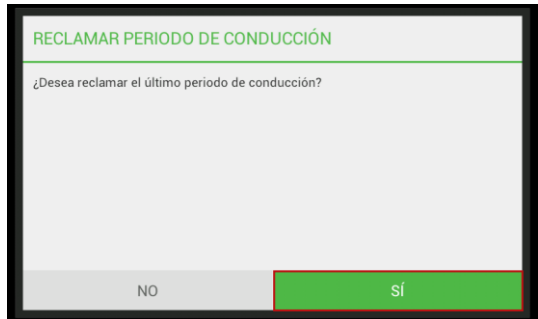 RECLAMAR PERIODO DE CONDUCCIÓN
¿Desea reclamar el último periodo de conducción?
NO
SÍ